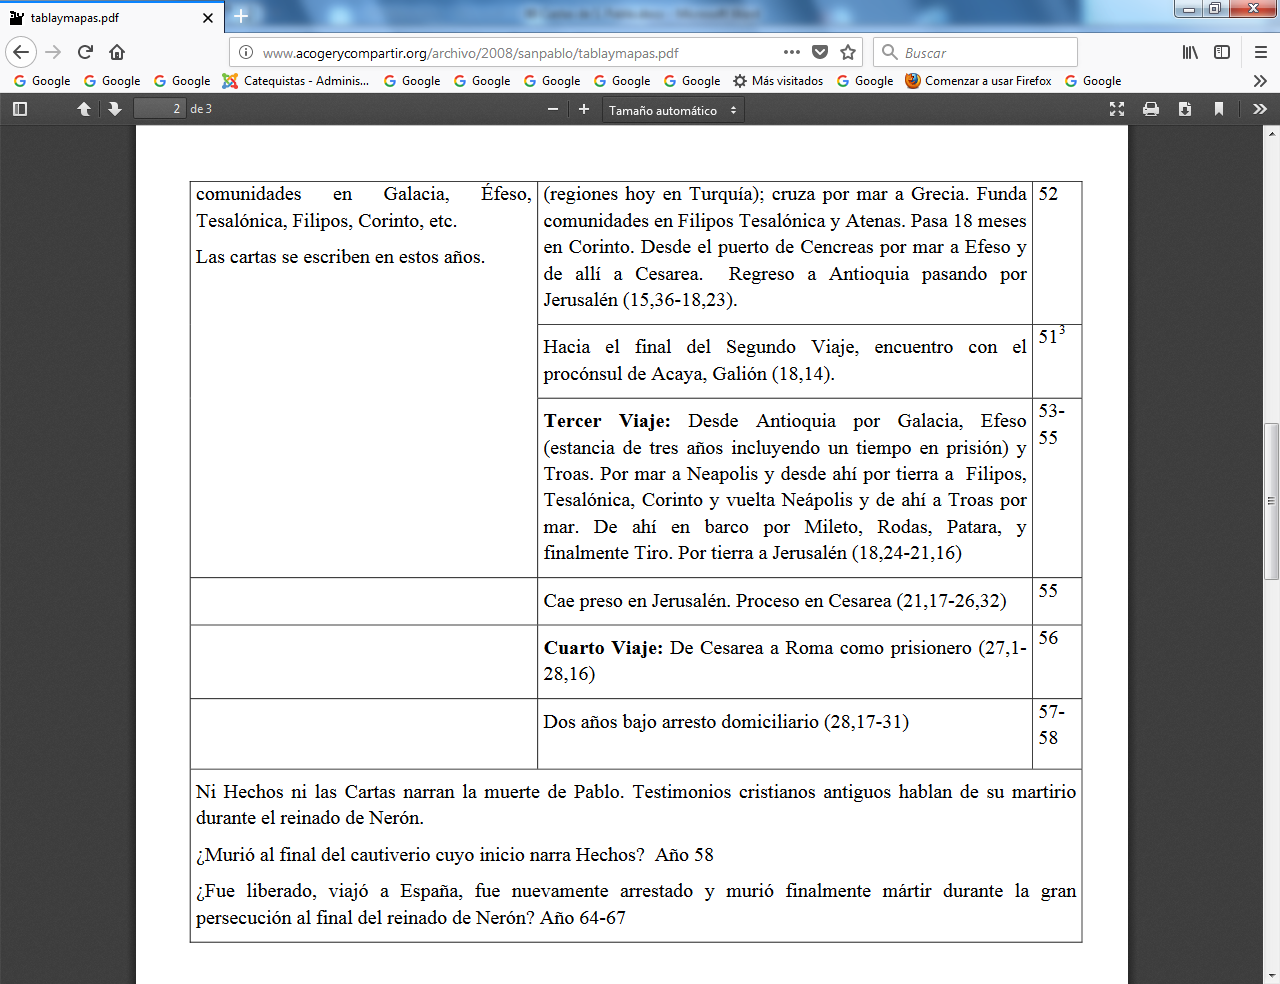 tablaymapas.pdf
www.acogerycompartir.org/archivo/2008/sanpablo/tablaymapas.pdf
Buscar
Google Google Google Catequistas - Adminis... Google Google Google Google Google Más visitados Google Comenzar a usar Firefox Google
2 de 3
Tamaño automático
comunidades en Galacia, Éfeso,
Tesalónica, Filipos, Corinto, etc.
Las cartas se escriben en estos años.
(regiones hoy en Turquía); cruza por mar a Grecia. Funda
comunidades en Filipos Tesalónica y Atenas. Pasa 18 meses
en Corinto. Desde el puerto de Cencreas por mar a Efeso y
de allí a Cesarea. Regreso a Antioquia pasando por
Jerusalén (15,36-18,23).
52
Hacia el final del Segundo Viaje, encuentro con el
procónsul de Acaya, Galión (18,14).
51³
Tercer Viaje: Desde Antioquia por Galacia, Efeso
(estancia de tres años incluyendo un tiempo en prisión) y
Troas. Por mar a Neapolis y desde ahí por tierra a Filipos,
Tesalónica, Corinto y vuelta Neápolis y de ahí a Troas por
mar. De ahí en barco por Mileto, Rodas, Patara, y
finalmente Tiro. Por tierra a Jerusalén (18,24-21,16)
53-
55
Cae preso en Jerusalén. Proceso en Cesarea (21,17-26,32)
55
Cuarto Viaje: De Cesarea a Roma como prisionero (27,1-
28,16)
56
Dos años bajo arresto domiciliario (28,17-31)
57-
58
Ni Hechos ni las Cartas narran la muerte de Pablo. Testimonios cristianos antiguos hablan de su martirio
durante el reinado de Nerón.
¿Murió al final del cautiverio cuyo inicio narra Hechos? Año 58
¿Fue liberado, viajó a España, fue nuevamente arrestado y murió finalmente mártir durante la gran
persecución al final del reinado de Nerón? Año 64-67